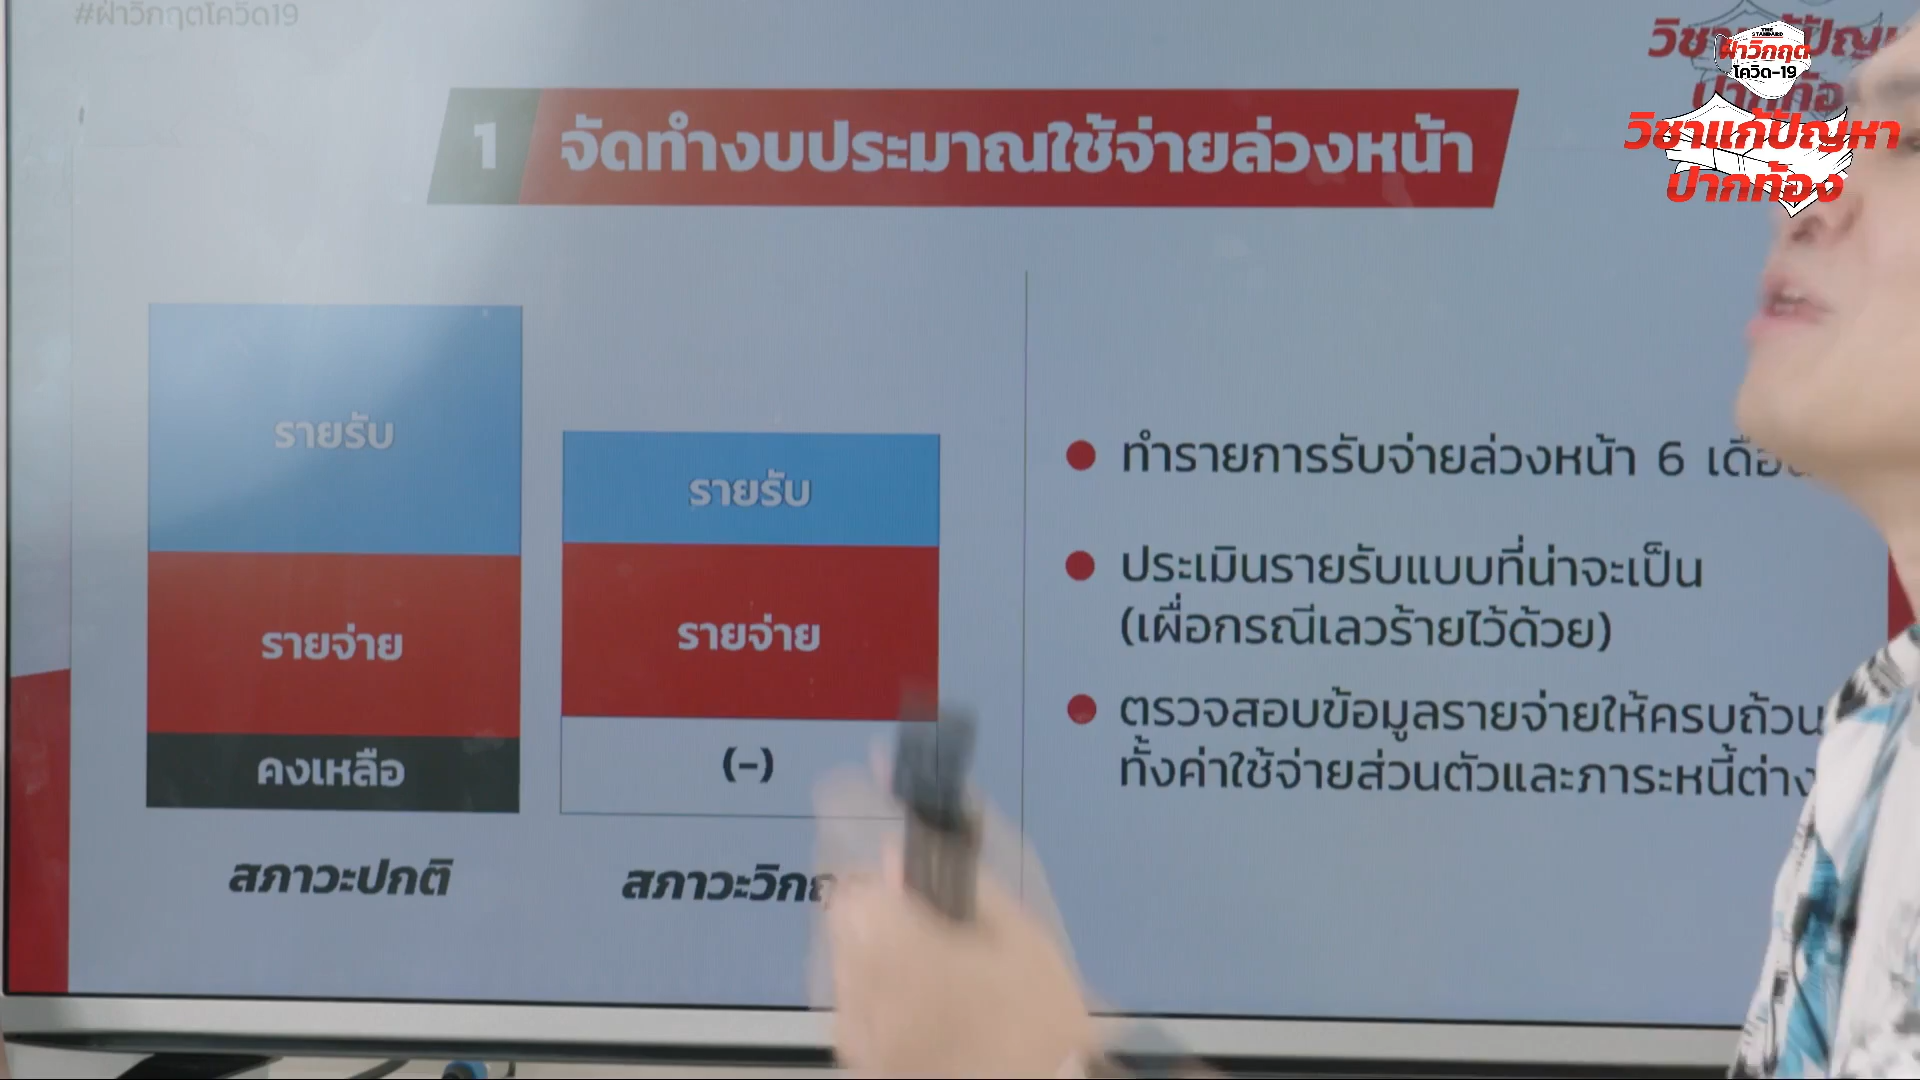 #ฝ่าวิกฤตโควิด19
THE STANDARD
ฝ่าวิกฤต
โควิด-19
วิชาแก้ปัญหา
ปากท้อง
1 จัดทำงบประมาณใช้จ่ายล่วงหน้า
รายรับ
รายจ่าย
คงเหลือ
สภาวะปกติ
รายรับ
รายจ่าย
(-)
ทำรายการรับจ่ายล่วงหน้า 6 เดือน
ประเมินรายรับแบบที่น่าจะเป็น
(เผื่อกรณีเลวร้ายไว้ด้วย)
ตรวจสอบข้อมูลรายจ่ายให้ครบถ้วน
ทั้งค่าใช้จ่ายส่วนตัวและภาระหนี้ต่าง